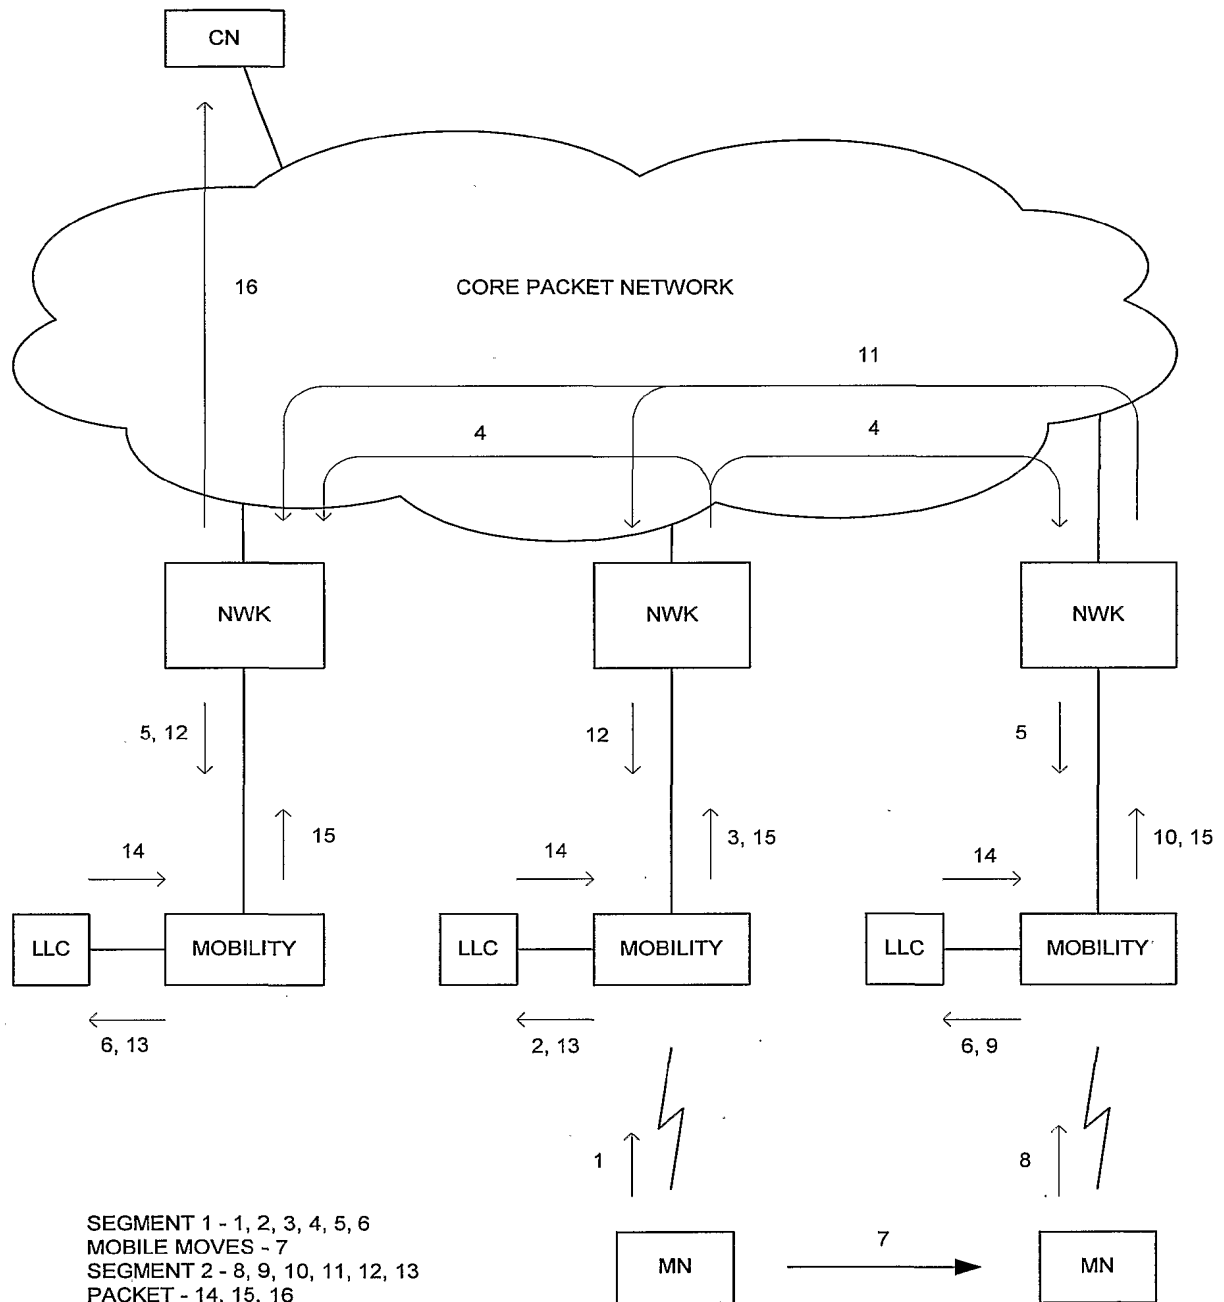 CN
16
CORE PACKET NETWORK
11
4
4
NWK
NWK
NWK
5, 12
12
5
15
3, 15
10, 15
14
14
14
LLC
MOBILITY
LLC
MOBILITY
LLC
MOBILITY
6, 13
2, 13
6, 9
1
8
SEGMENT 1 - 1, 2, 3, 4, 5, 6
MOBILE MOVES - 7
SEGMENT 2 - 8, 9, 10, 11, 12, 13
PACKET - 14, 15, 16
7
MN
MN